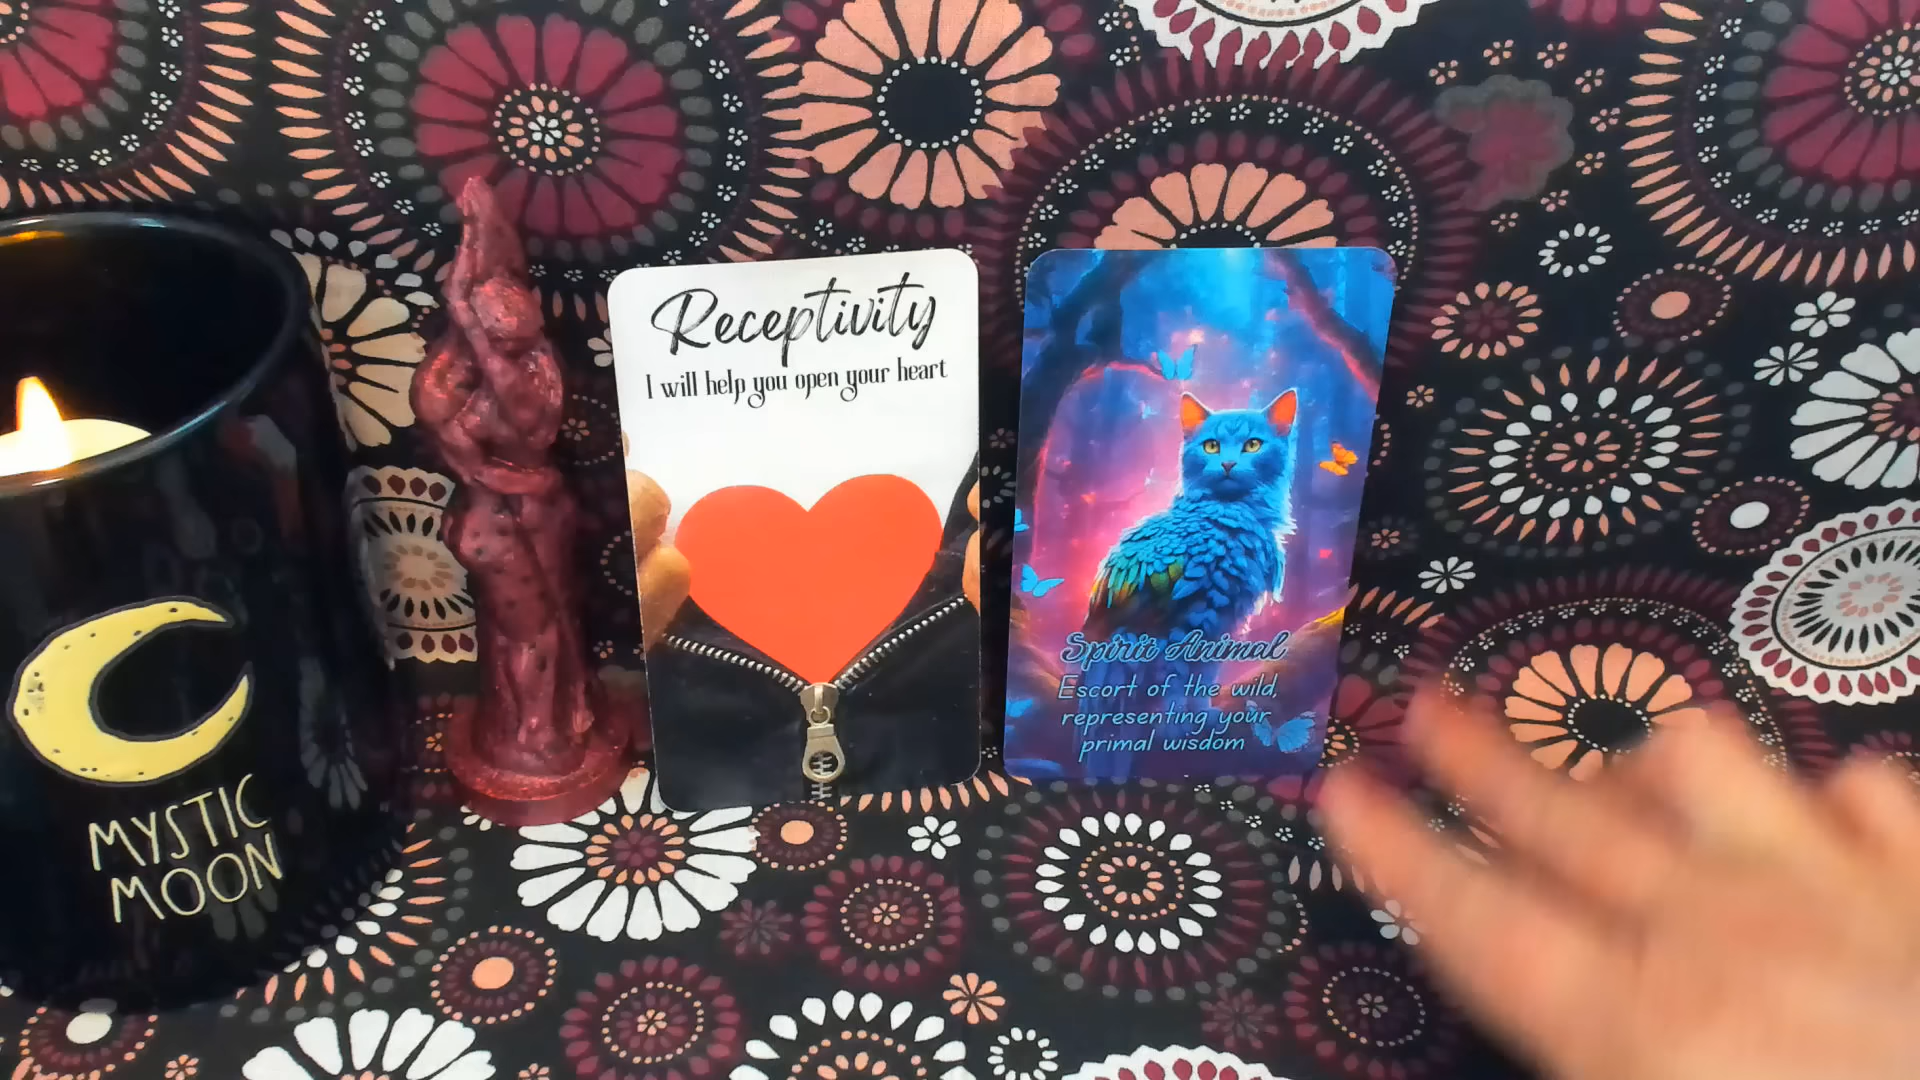 Receptivity
I will help you open your heart
Spirit Animal
Escort of the wild,
representing your
primal wisdom
MYSTIC
MOON